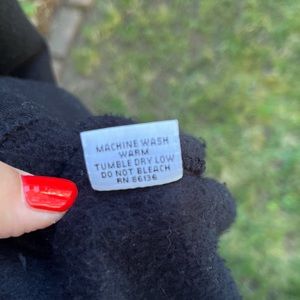 MACHINE WASH
WARM
TUMBLE DRY LOW
DO NOT BLEACH
RN 86136